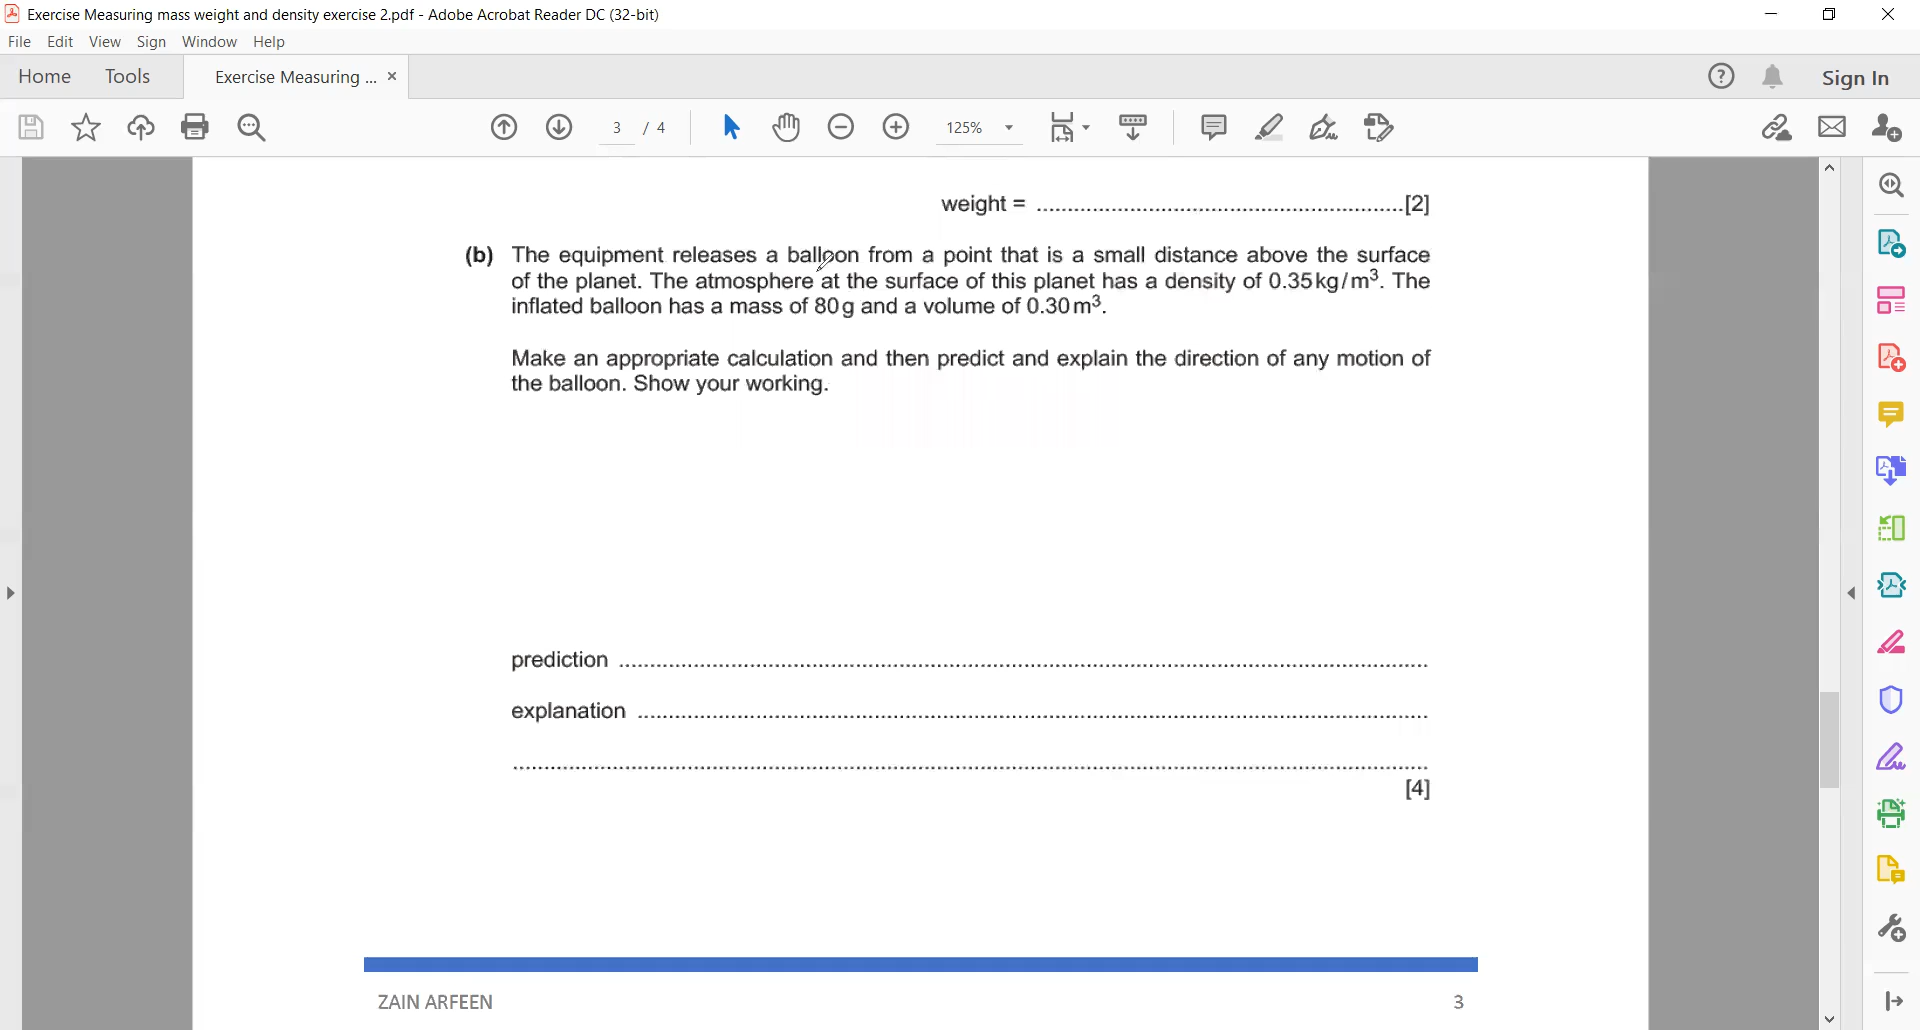 Exercise Measuring mass weight and density exercise 2.pdf - Adobe Acrobat Reader DC (32-bit)
File Edit View Sign Window Help
Home Tools Exercise Measuring ... × Sign In
3 / 4 125%
weight = ............................................................[2]
(b) The equipment releases a balloon from a point that is a small distance above the surface
of the planet. The atmosphere at the surface of this planet has a density of 0.35 kg/m³. The
inflated balloon has a mass of 80 g and a volume of 0.30 m³.
Make an appropriate calculation and then predict and explain the direction of any motion of
the balloon. Show your working.
prediction ....................................................................................................
explanation ....................................................................................................
....................................................................................................
[4]
ZAIN ARFEEN 3